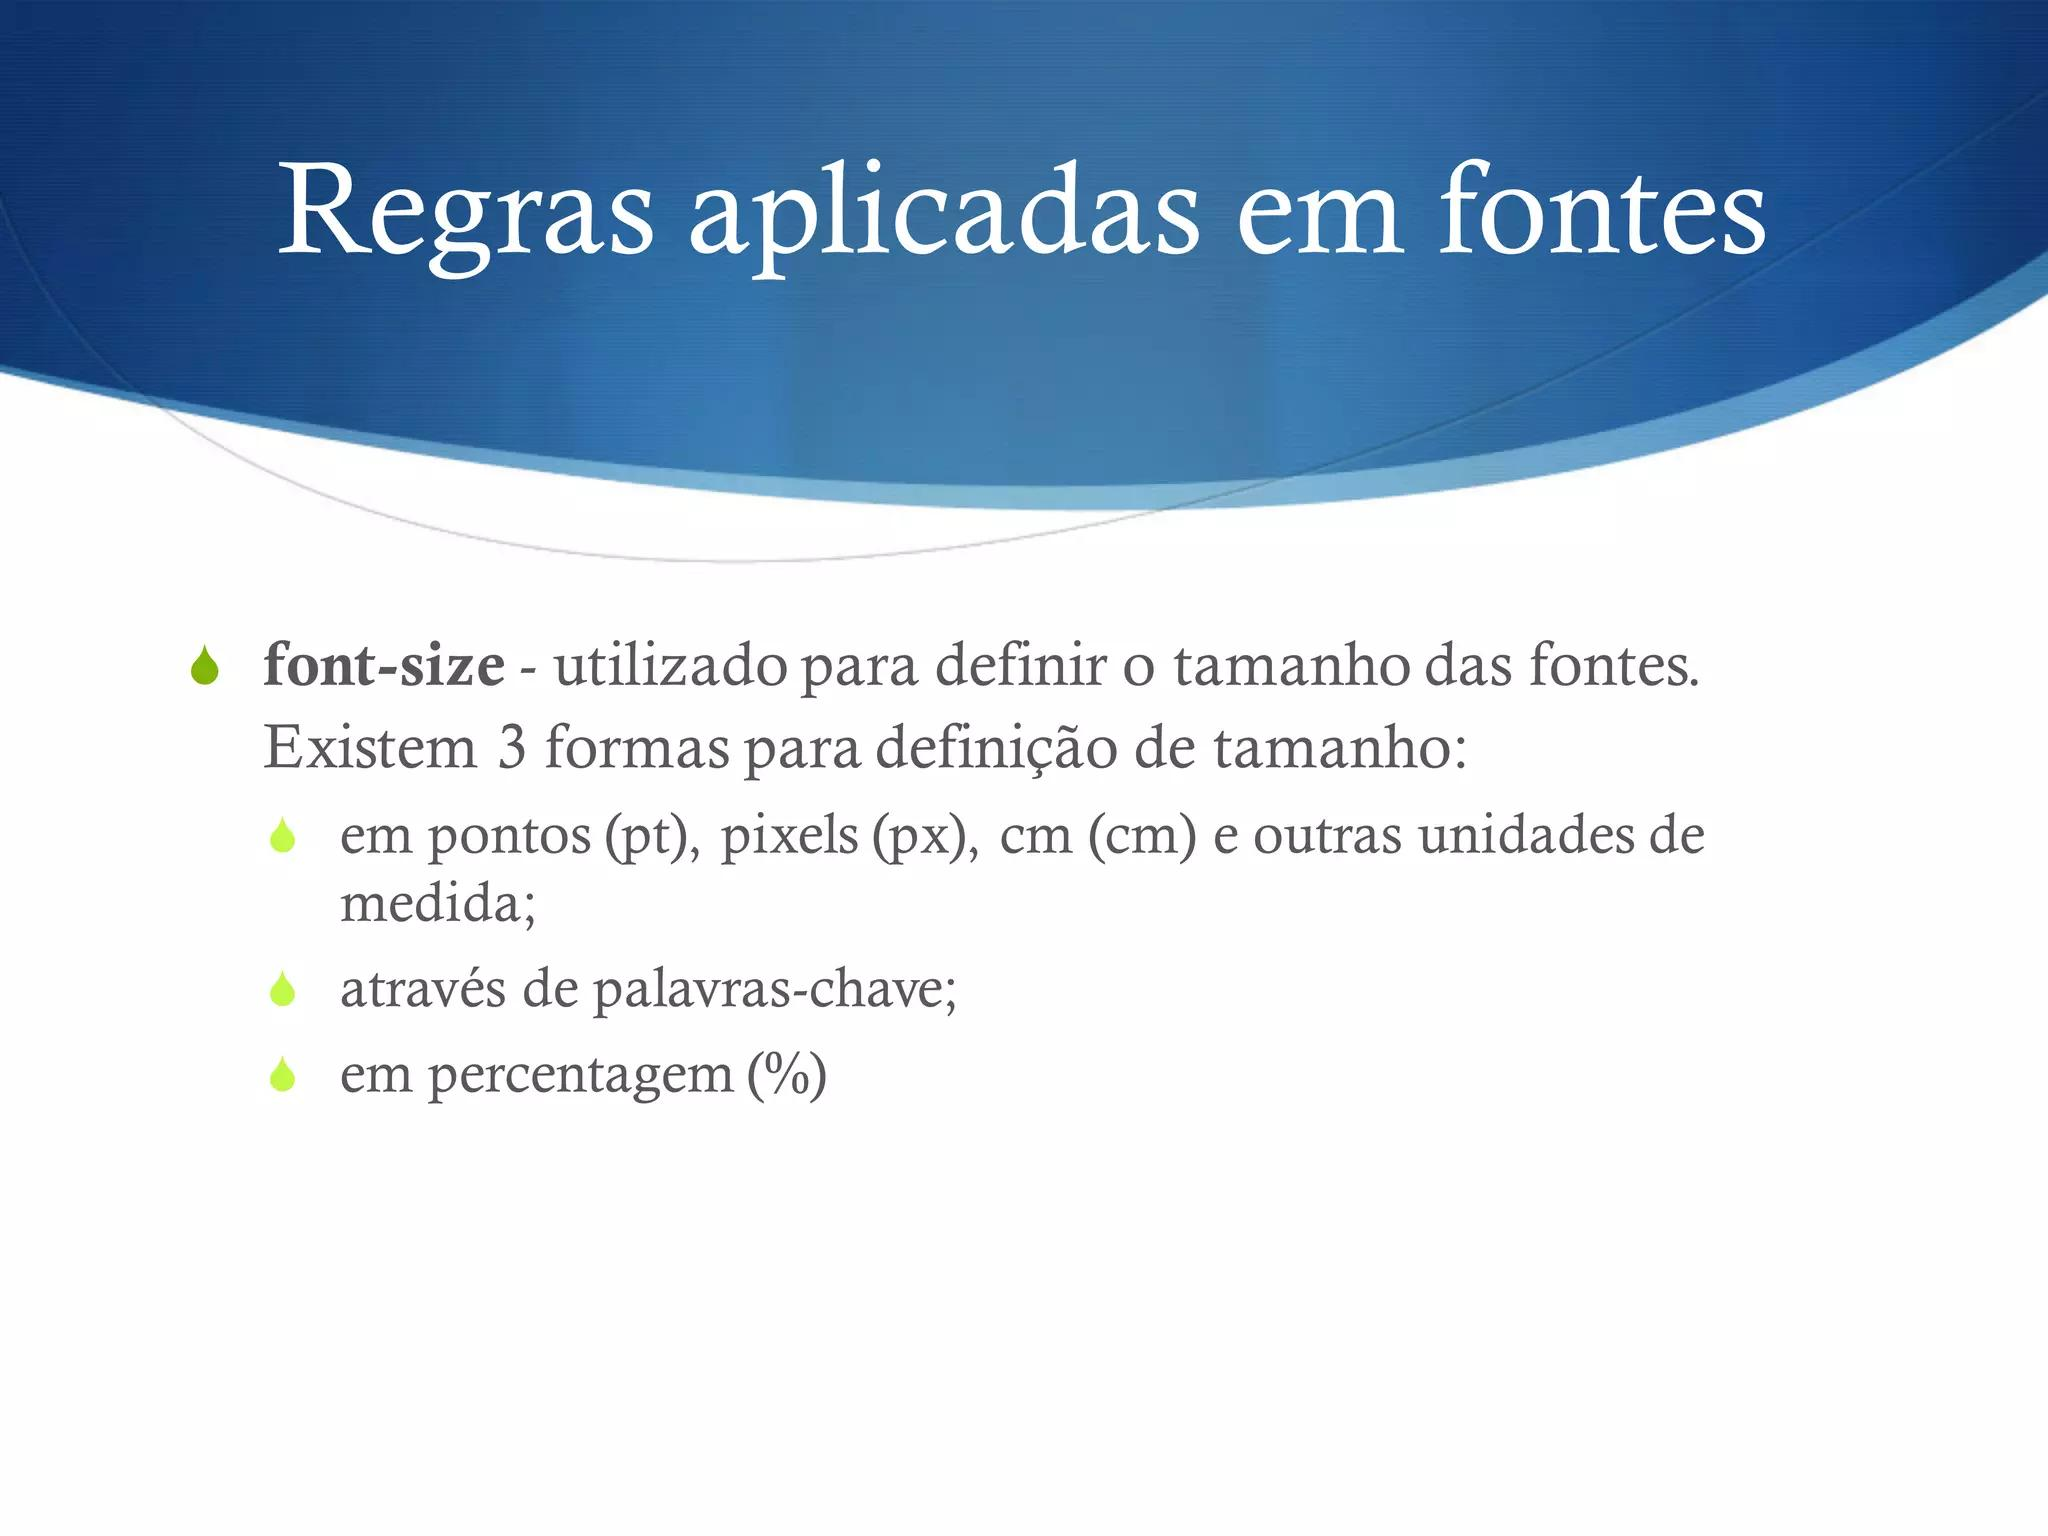 Regras aplicadas em fontes
font-size - utilizado para definir o tamanho das fontes.
Existem 3 formas para definição de tamanho:
em pontos (pt), pixels (px), cm (cm) e outras unidades de
medida;
através de palavras-chave;
em percentagem (%)